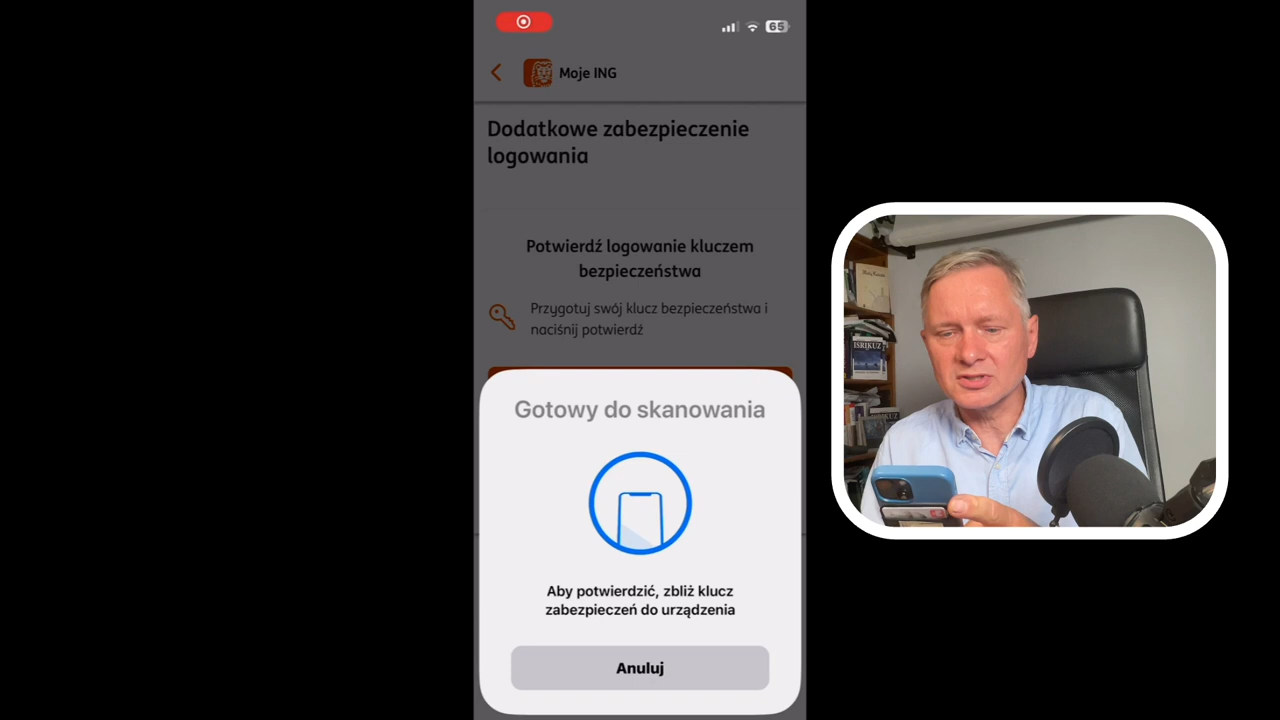 65
Moje ING
Dodatkowe zabezpieczenie
logowania
Potwierdź logowanie kluczem
bezpieczeństwa
Przygotuj swój klucz bezpieczeństwa i
naciśnij potwierdź
Gotowy do skanowania
Aby potwierdzić, zbliż klucz
zabezpieczeń do urządzenia
Anuluj